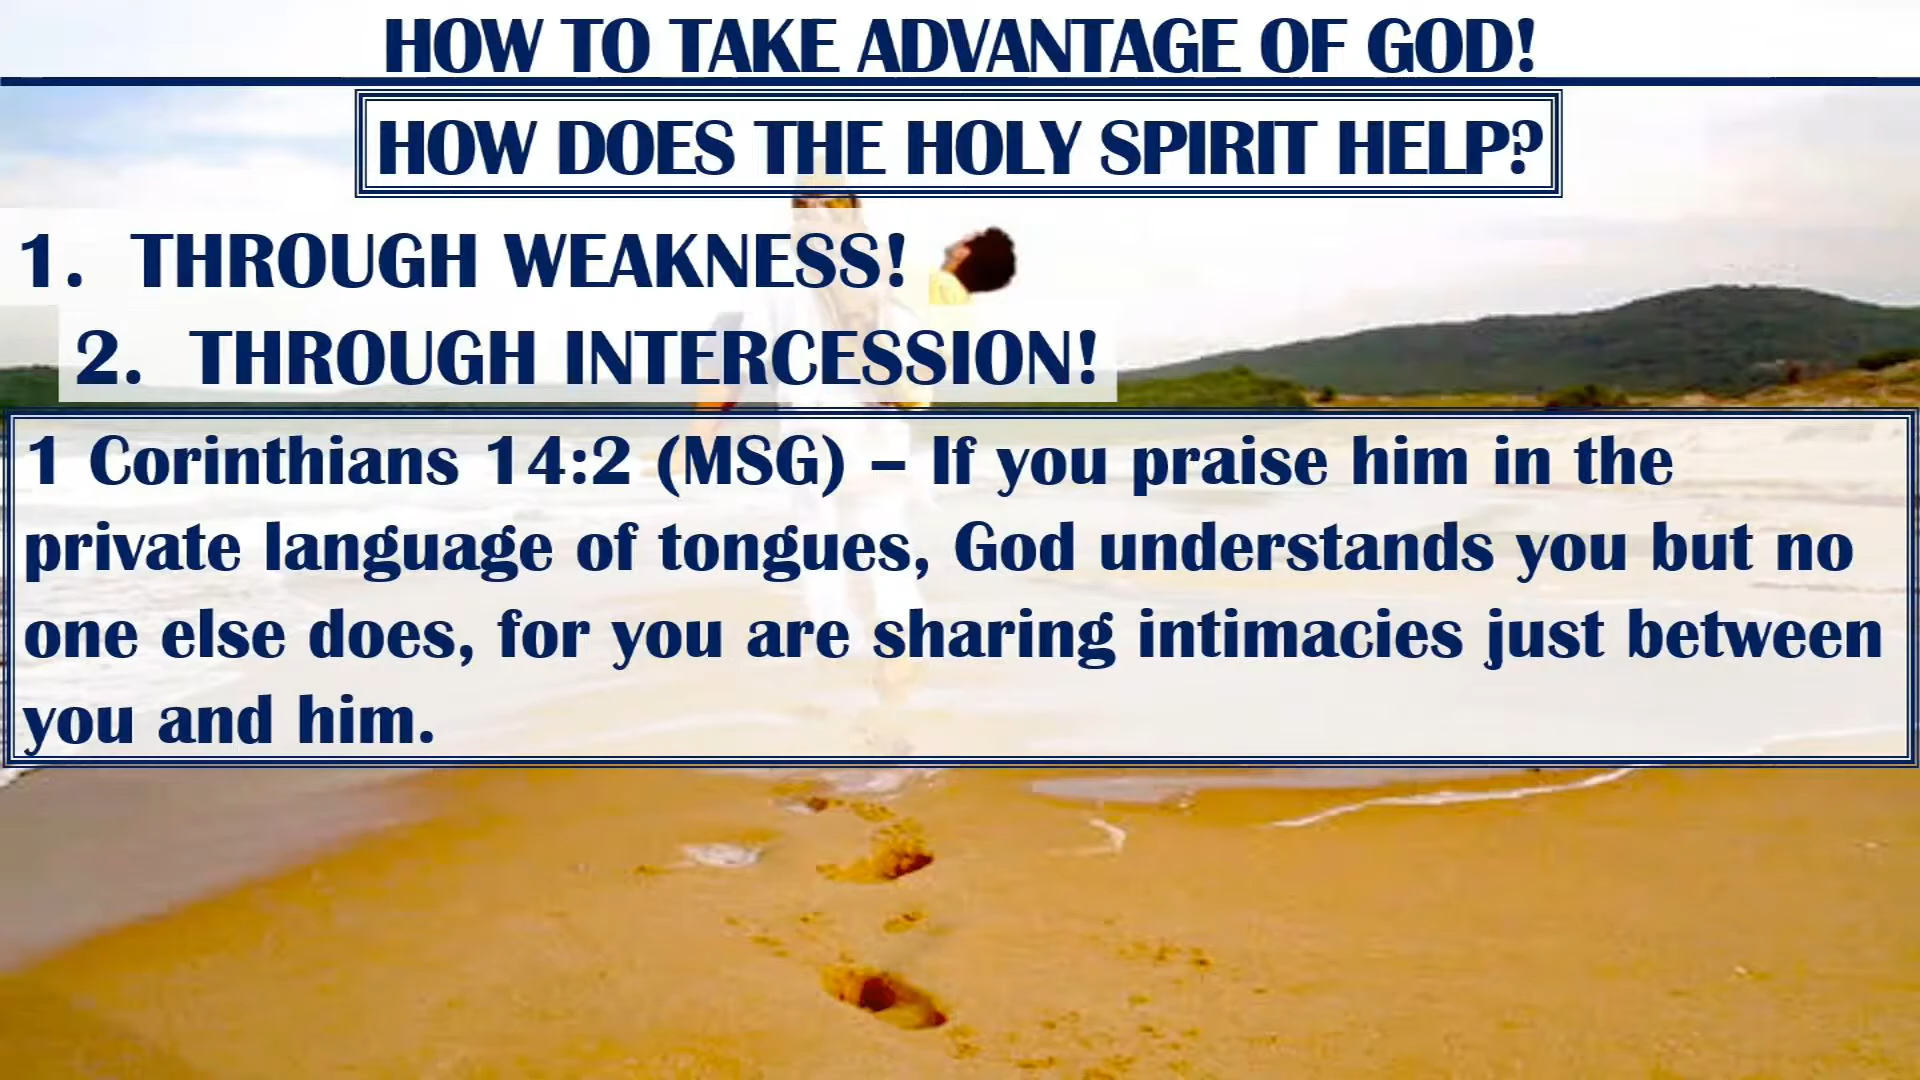 HOW TO TAKE ADVANTAGE OF GOD!
HOW DOES THE HOLY SPIRIT HELP?
1. THROUGH WEAKNESS!
2. THROUGH INTERCESSION!
1 Corinthians 14:2 (MSG) – If you praise him in the
private language of tongues, God understands you but no
one else does, for you are sharing intimacies just between
you and him.